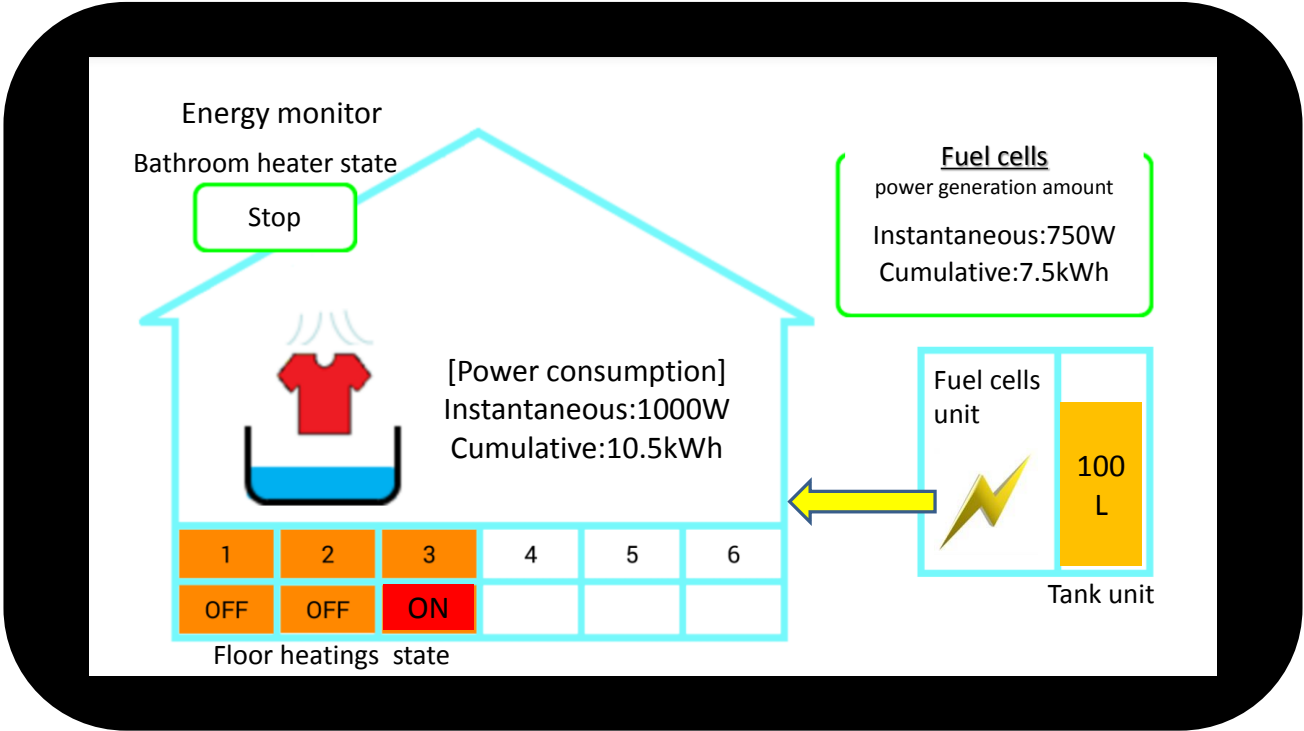 Energy monitor
Bathroom heater state
Stop
Fuel cells
power generation amount
Instantaneous:750W
Cumulative:7.5kWh
[Power consumption]
Instantaneous:1000W
Cumulative:10.5kWh
Fuel cells
unit
100
L
Tank unit
1 2 3 4 5 6
OFF OFF ON
Floor heatings state